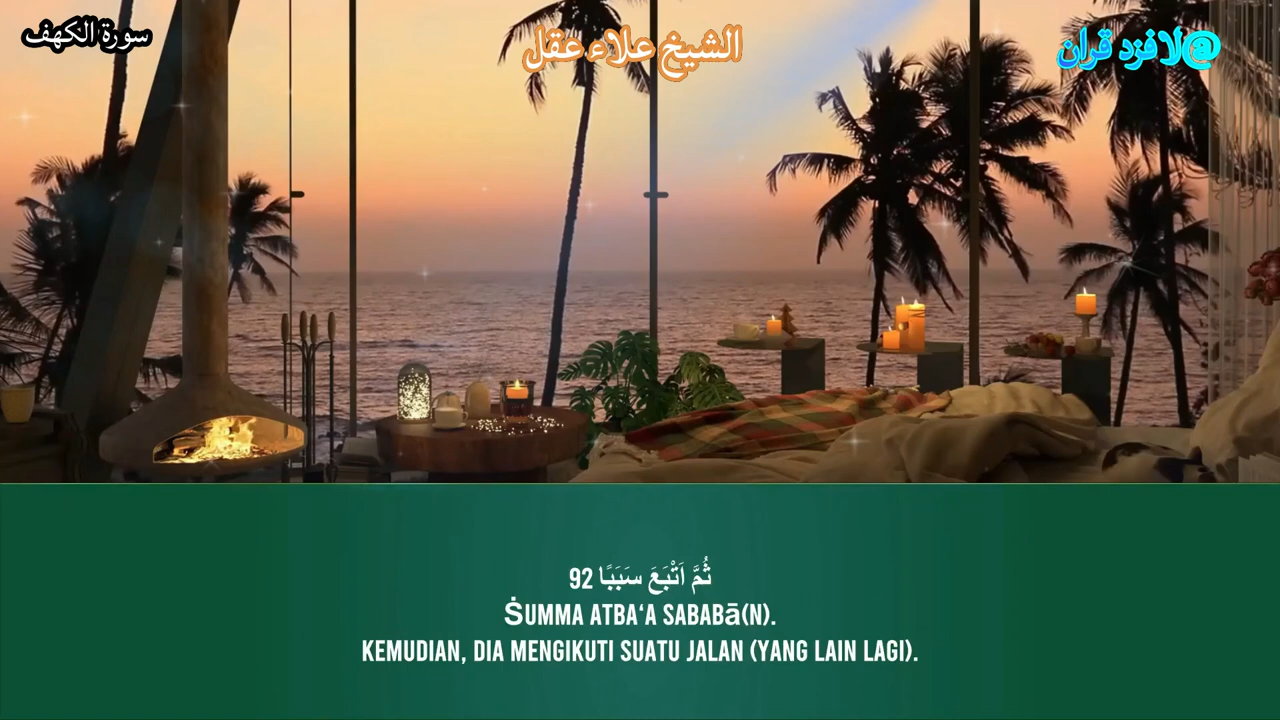 سورة الكهف
الشيخ علاء عقل
@لافزد قران
ثُمَّ اَتْبَعَ سَبَبًا 92
ṠUMMA ATBA‘A SABABā(N).
KEMUDIAN, DIA MENGIKUTI SUATU JALAN (YANG LAIN LAGI).